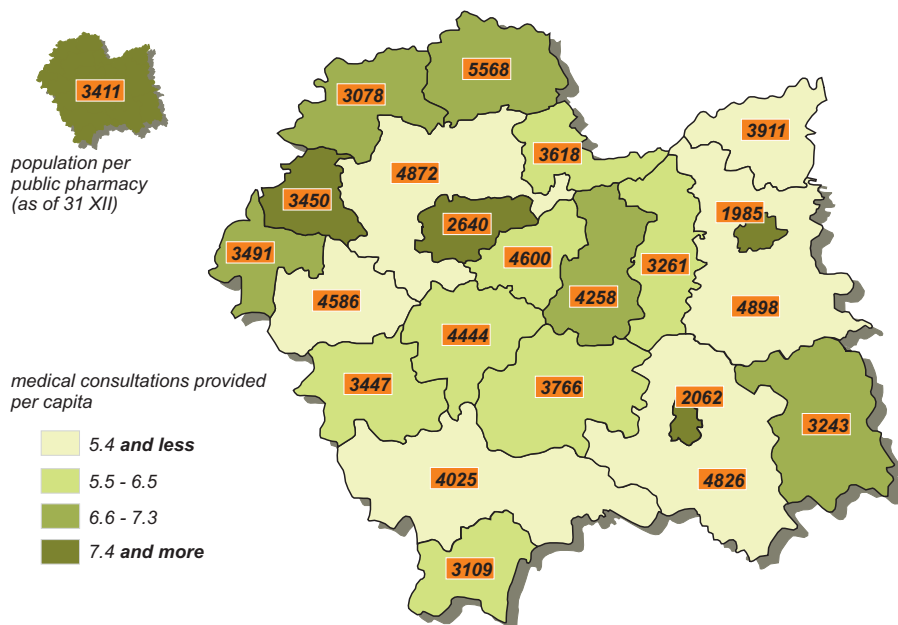 3411
population per
public pharmacy
(as of 31 XII)
5568
3078
3911
3618
4872
3450
1985
2640
3491
4600
3261
4258
4586
4898
4444
3447
3766
2062
3243
4025
4826
3109
medical consultations provided
per capita
5.4 and less
5.5 - 6.5
6.6 - 7.3
7.4 and more